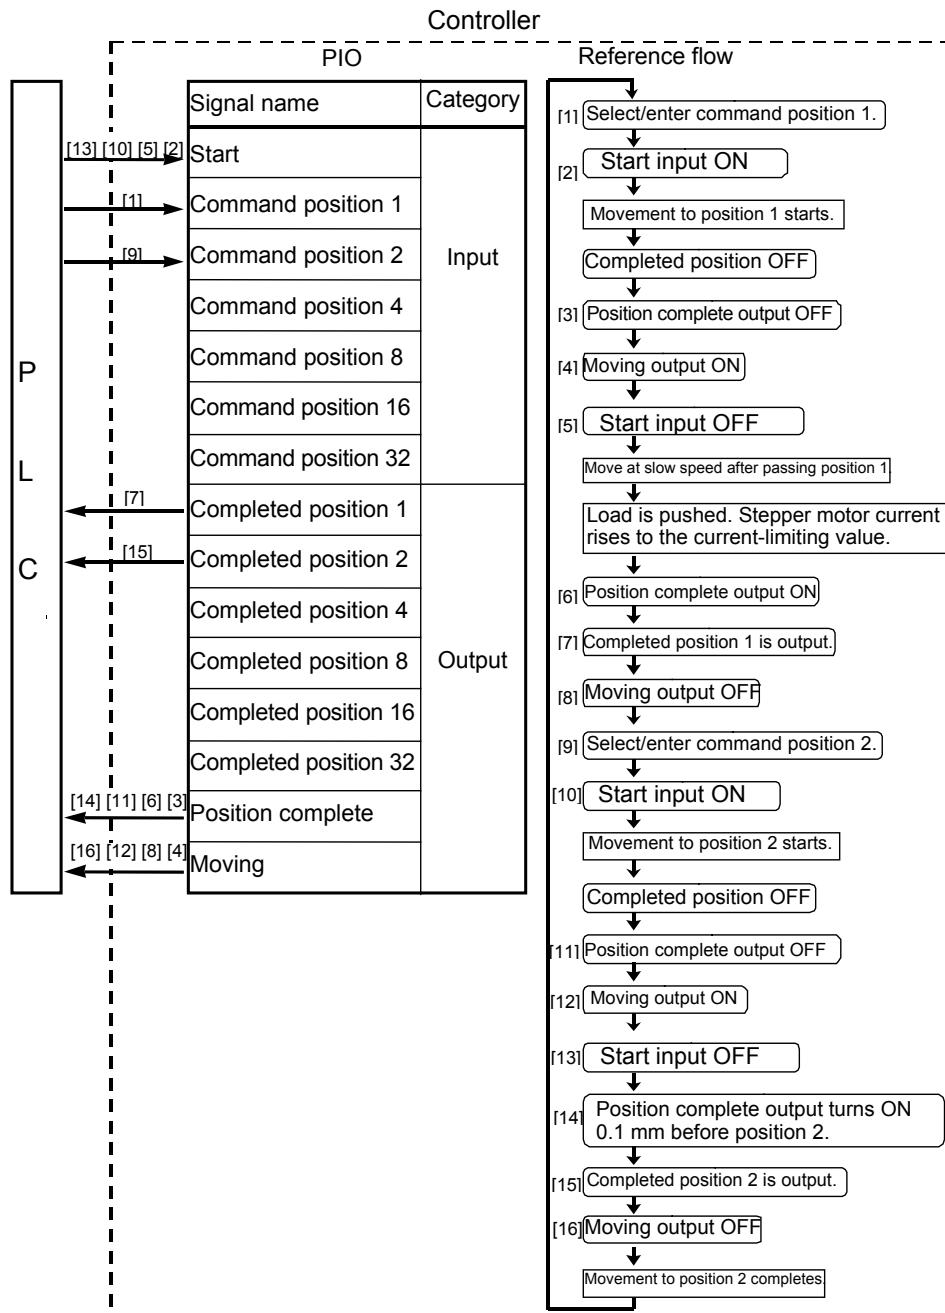 Controller
PIO
Reference flow
P
L
C
Signal name
Category
[13] [10] [5] [2]
Start
[1]
Command position 1
[9]
Command position 2
Input
Command position 4
Command position 8
Command position 16
Command position 32
[7]
Completed position 1
[15]
Completed position 2
Completed position 4
Completed position 8
Output
Completed position 16
Completed position 32
[14] [11] [6] [3]
Position complete
[16] [12] [8] [4]
Moving
[1] Select/enter command position 1.
[2] Start input ON
Movement to position 1 starts.
Completed position OFF
[3] Position complete output OFF
[4] Moving output ON
[5] Start input OFF
Move at slow speed after passing position 1.
Load is pushed. Stepper motor current
rises to the current-limiting value.
[6] Position complete output ON
[7] Completed position 1 is output.
[8] Moving output OFF
[9] Select/enter command position 2.
[10] Start input ON
Movement to position 2 starts.
Completed position OFF
[11] Position complete output OFF
[12] Moving output ON
[13] Start input OFF
[14] Position complete output turns ON
0.1 mm before position 2.
[15] Completed position 2 is output.
[16] Moving output OFF
Movement to position 2 completes.